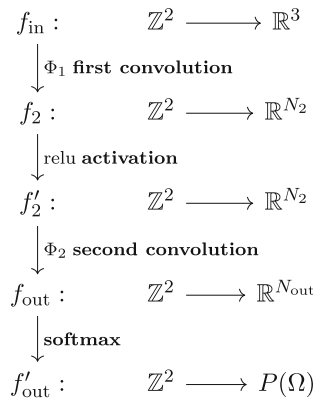 f_in : ℤ² ⟶ ℝ³
Φ₁ first convolution
f₂ : ℤ² ⟶ ℝ^{N₂}
relu activation
f₂′ : ℤ² ⟶ ℝ^{N₂}
Φ₂ second convolution
f_out : ℤ² ⟶ ℝ^{N_out}
softmax
f′_out : ℤ² ⟶ P(Ω)